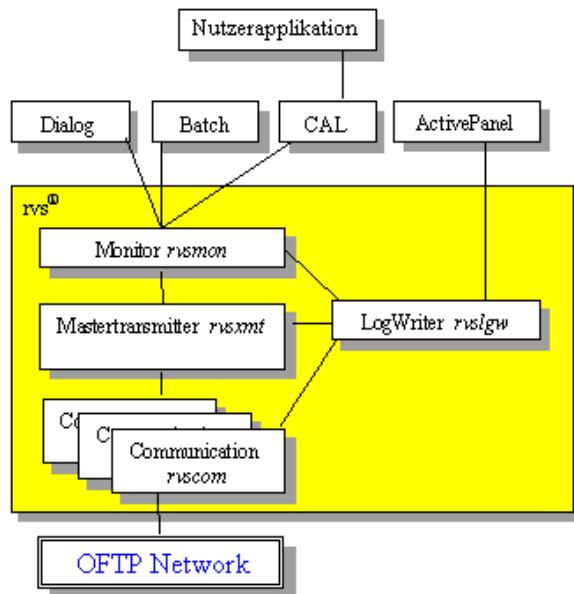 Nutzerapplikation
Dialog
Batch
CAL
ActivePanel
rvs®
Monitor rvsmon
Mastertransmitter rvsxmt
LogWriter rvslgw
Communication
rvscom
OFTP Network